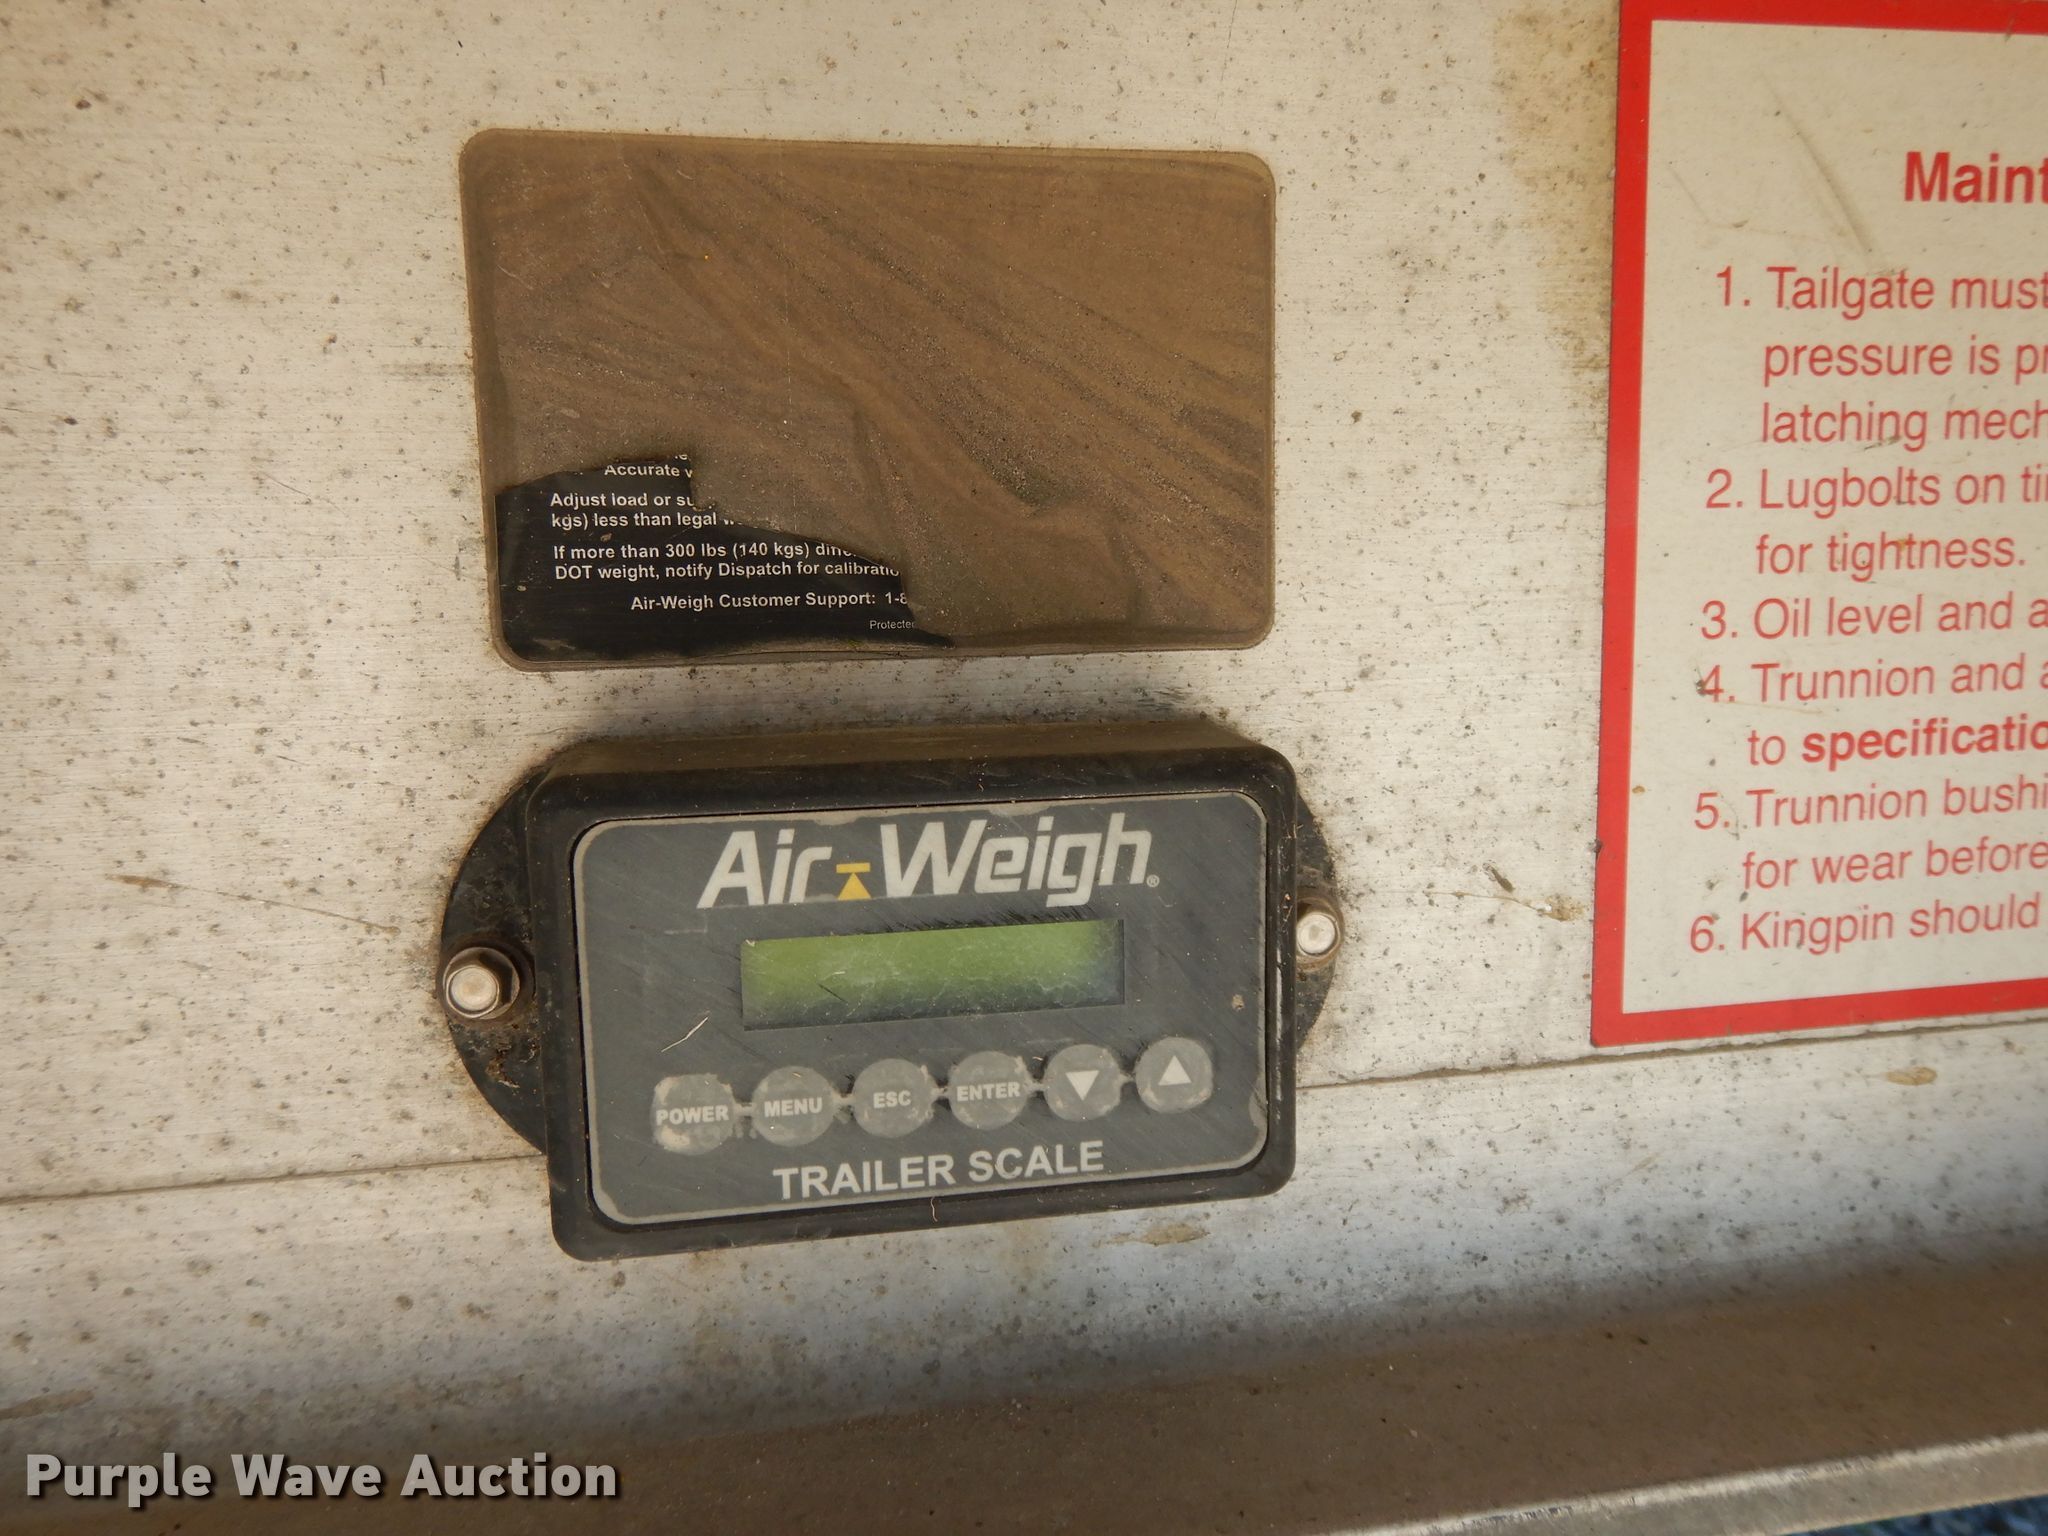 Accurate
Adjust load or
kgs) less than legal
If more than 300 lbs (140 kgs)
DOT weight, notify Dispatch for
Air-Weigh Customer Support: 1-8
Protected
Air-Weigh®
POWER MENU ESC ENTER ▼ ▲
TRAILER SCALE
Maint
1. Tailgate must
pressure is pr
latching mech
2. Lugbolts on
for tightness.
3. Oil level and a
4. Trunnion and a
to specificatio
5. Trunnion bushi
for wear before
6. Kingpin should
Purple Wave Auction